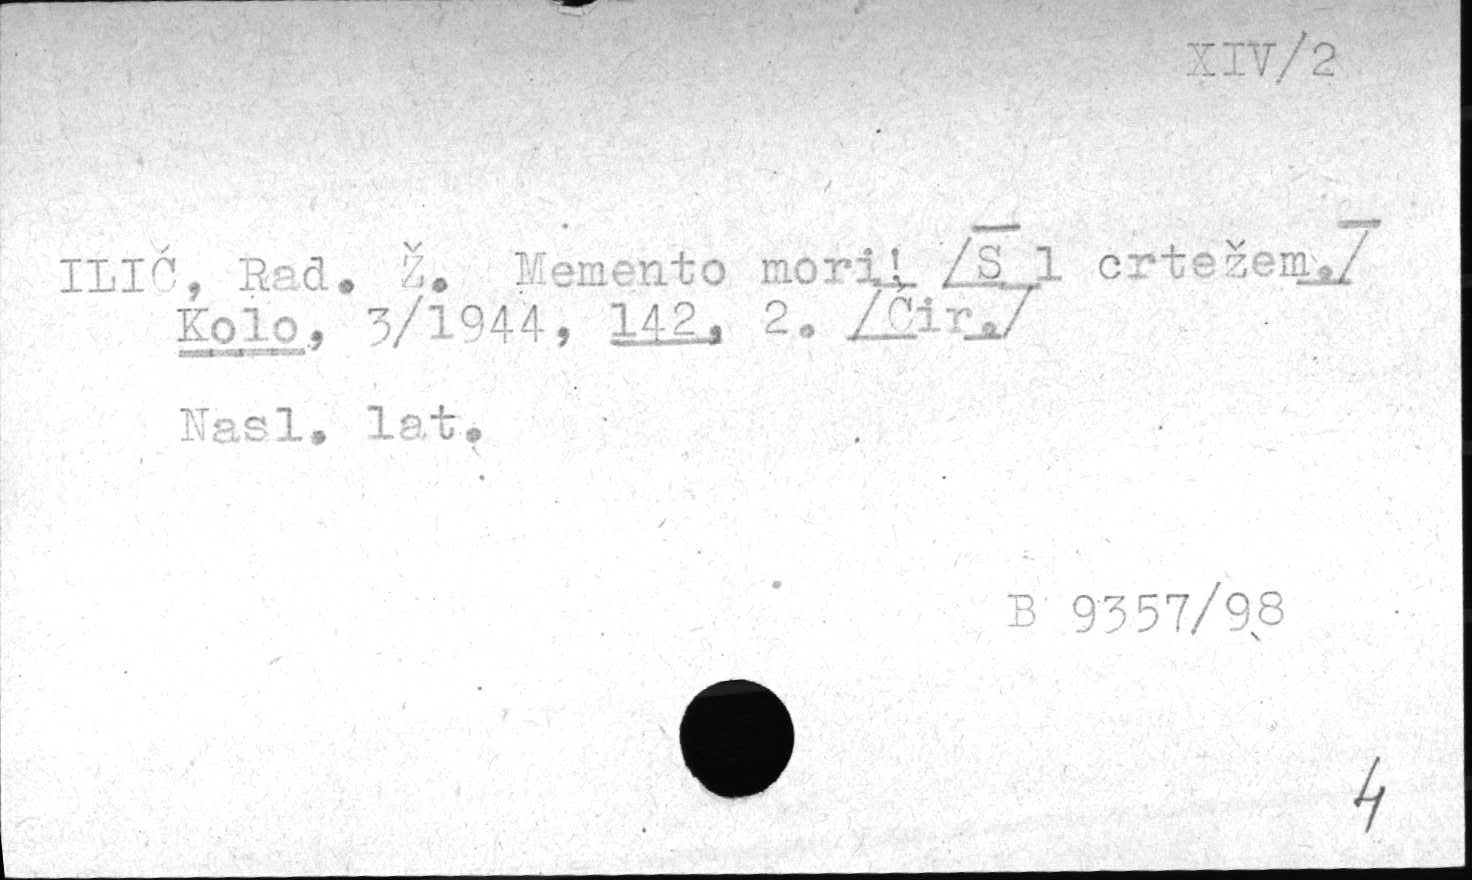 XIV/2
ILIĆ, Rad. Ž. Memento mori! /S 1 crtežem./
Kolo, 3/1944, 142, 2. /Ćir./
Nasl. lat.
B 9357/98
4